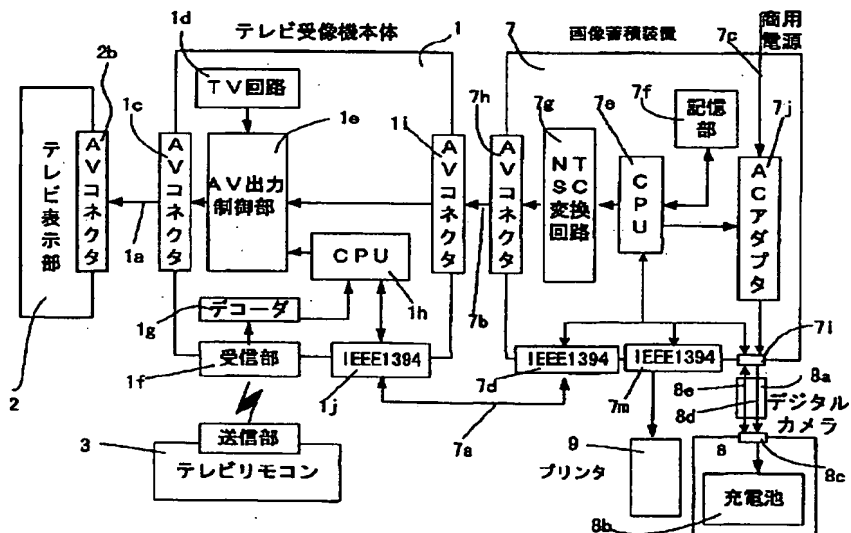 テレビ受像機本体
1
1d
TV回路
2b
AVコネクタ
テレビ表示部
2
1a
1c
AVコネクタ
1e
AV出力制御部
1i
AVコネクタ
CPU
1h
デコーダ
1g
受信部
1f
IEEE1394
1j
送信部
3
テレビリモコン
画像蓄積装置
7
商用電源
7c
7h
AVコネクタ
7b
7g
NTSC変換回路
7e
CPU
7f
記信部
7j
ACアダプタ
7i
IEEE1394
7d
IEEE1394
7m
7a
9
プリンタ
8e
8a
8d
デジタルカメラ
8
8c
充電池
8b